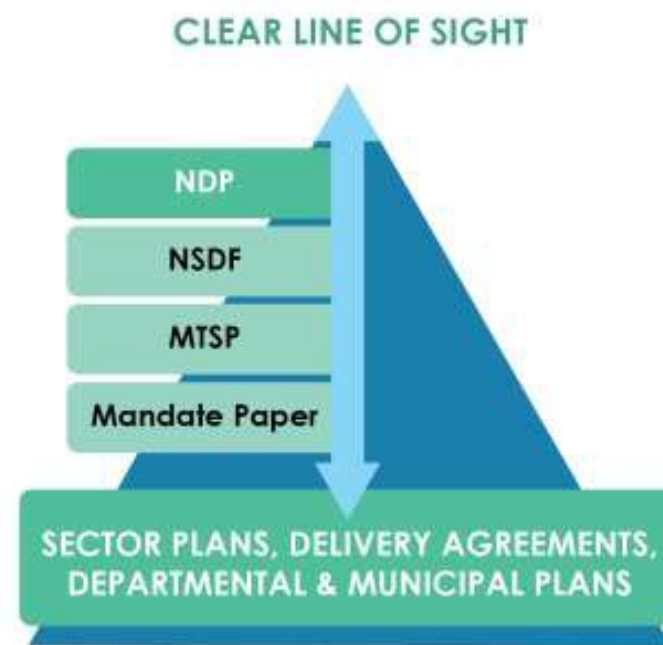 CLEAR LINE OF SIGHT
NDP
NSDF
MTSP
Mandate Paper
SECTOR PLANS, DELIVERY AGREEMENTS,
DEPARTMENTAL & MUNICIPAL PLANS